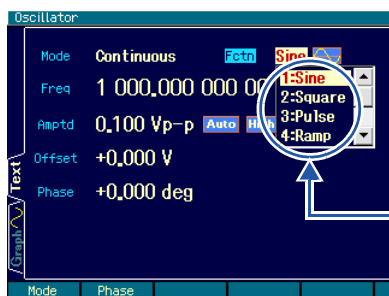 Oscillator
Mode Continuous Fctn Sine
Freq 1 000.000 000 00
1:Sine
2:Square
3:Pulse
4:Ramp
Amptd 0.100 Vp-p Auto
Offset +0.000 V
Phase +0.000 deg
Text
Graph
Mode Phase